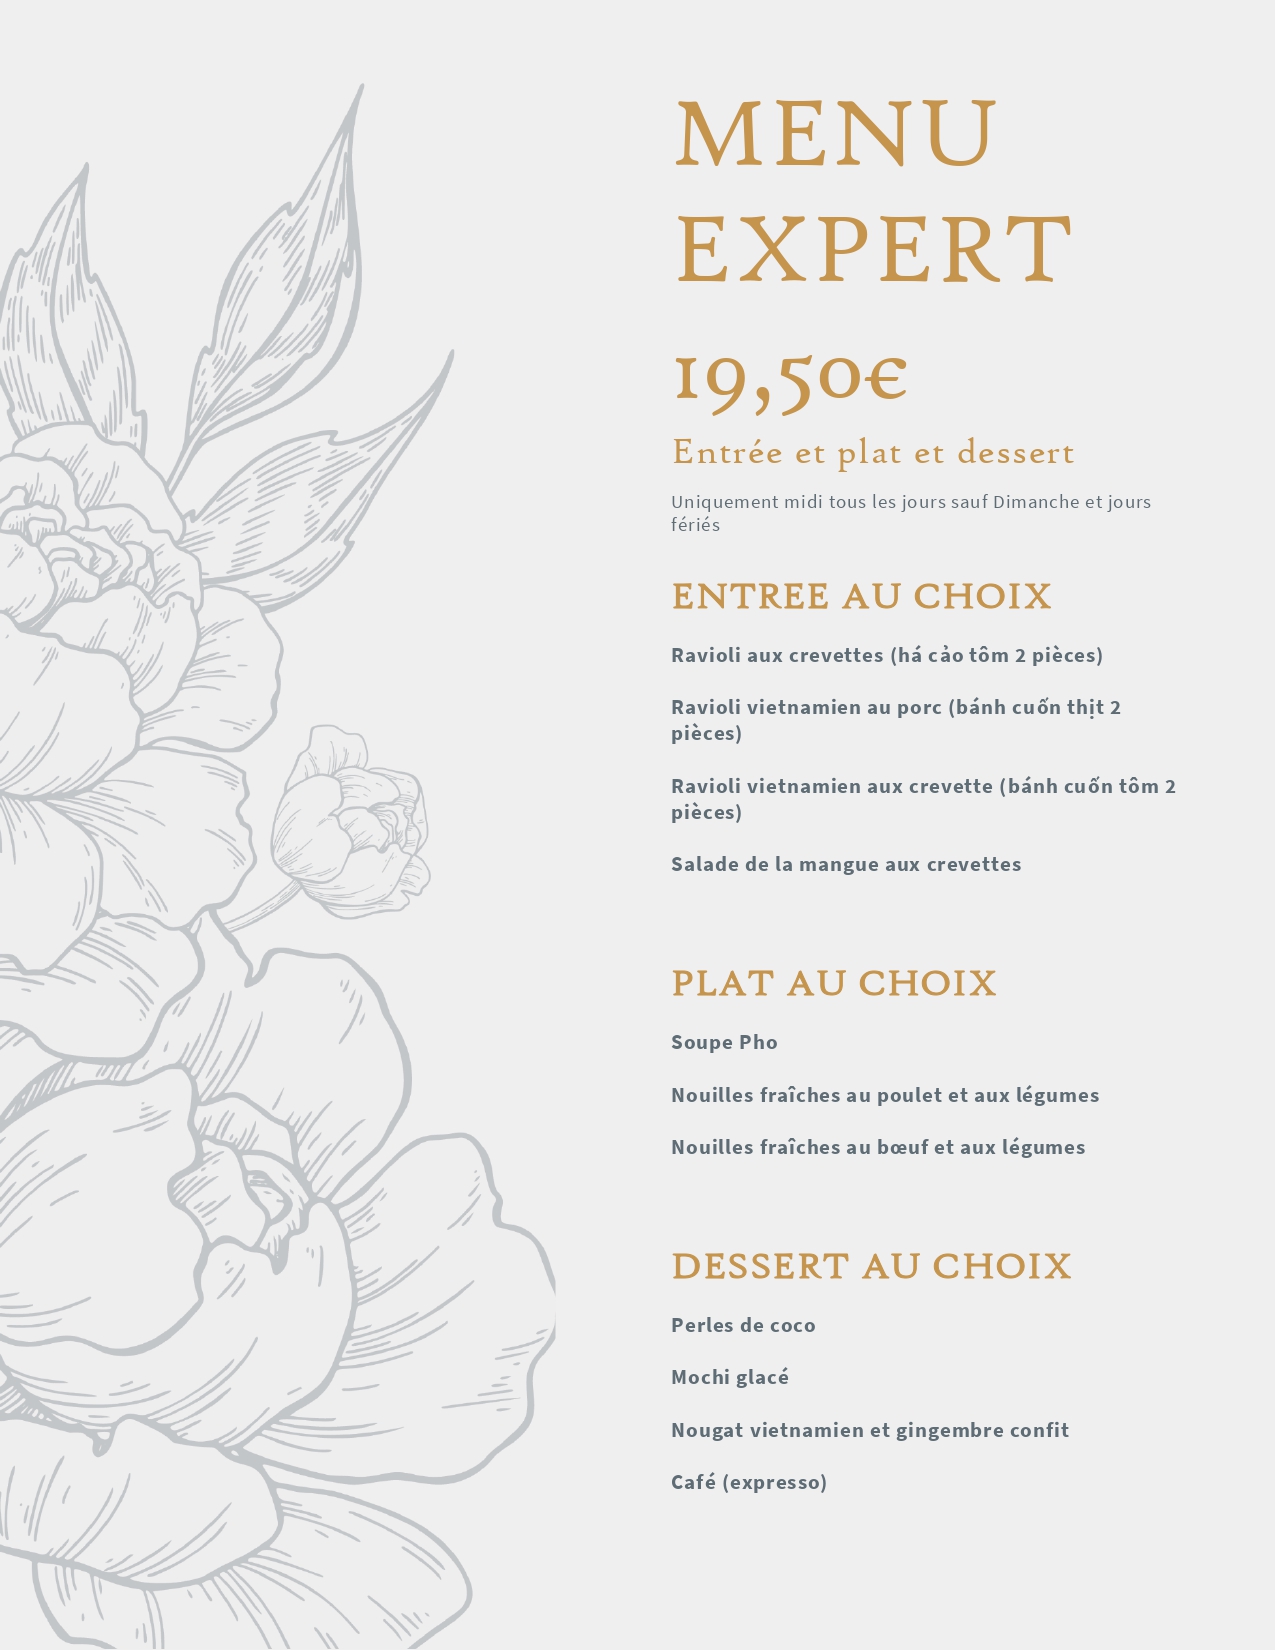 MENU
EXPERT
19,50€
Entrée et plat et dessert
Uniquement midi tous les jours sauf Dimanche et jours
fériés
ENTREE AU CHOIX
Ravioli aux crevettes (há cảo tôm 2 pièces)
Ravioli vietnamien au porc (bánh cuốn thịt 2
pièces)
Ravioli vietnamien aux crevette (bánh cuốn tôm 2
pièces)
Salade de la mangue aux crevettes
PLAT AU CHOIX
Soupe Pho
Nouilles fraîches au poulet et aux légumes
Nouilles fraîches au bœuf et aux légumes
DESSERT AU CHOIX
Perles de coco
Mochi glacé
Nougat vietnamien et gingembre confit
Café (expresso)